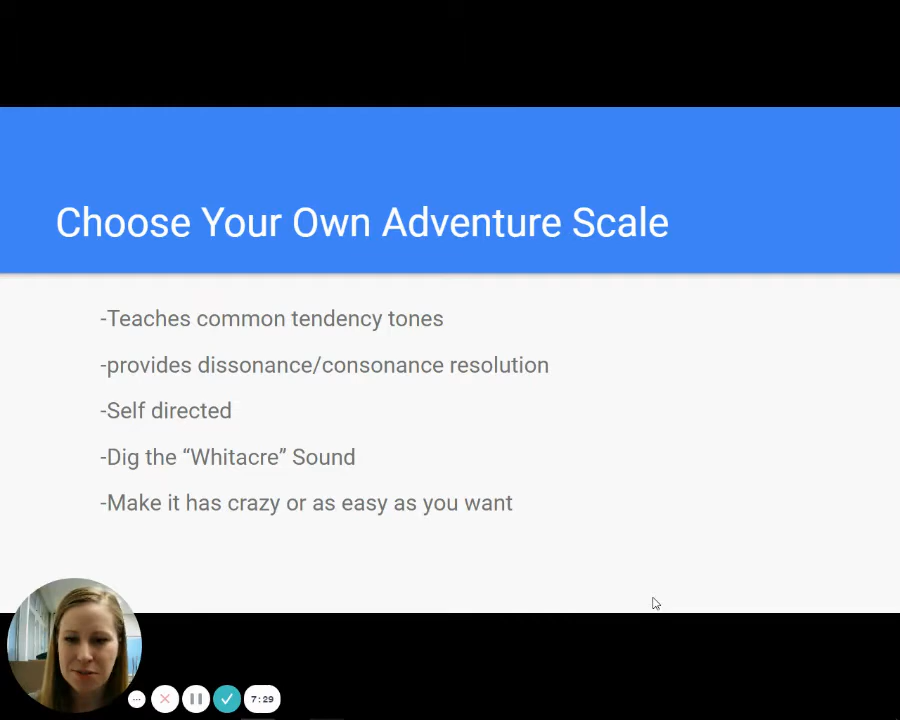 Choose Your Own Adventure Scale
-Teaches common tendency tones
-provides dissonance/consonance resolution
-Self directed
-Dig the “Whitacre” Sound
-Make it has crazy or as easy as you want
7:29